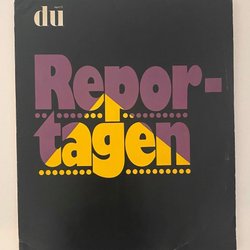 du
Repor-
tagen